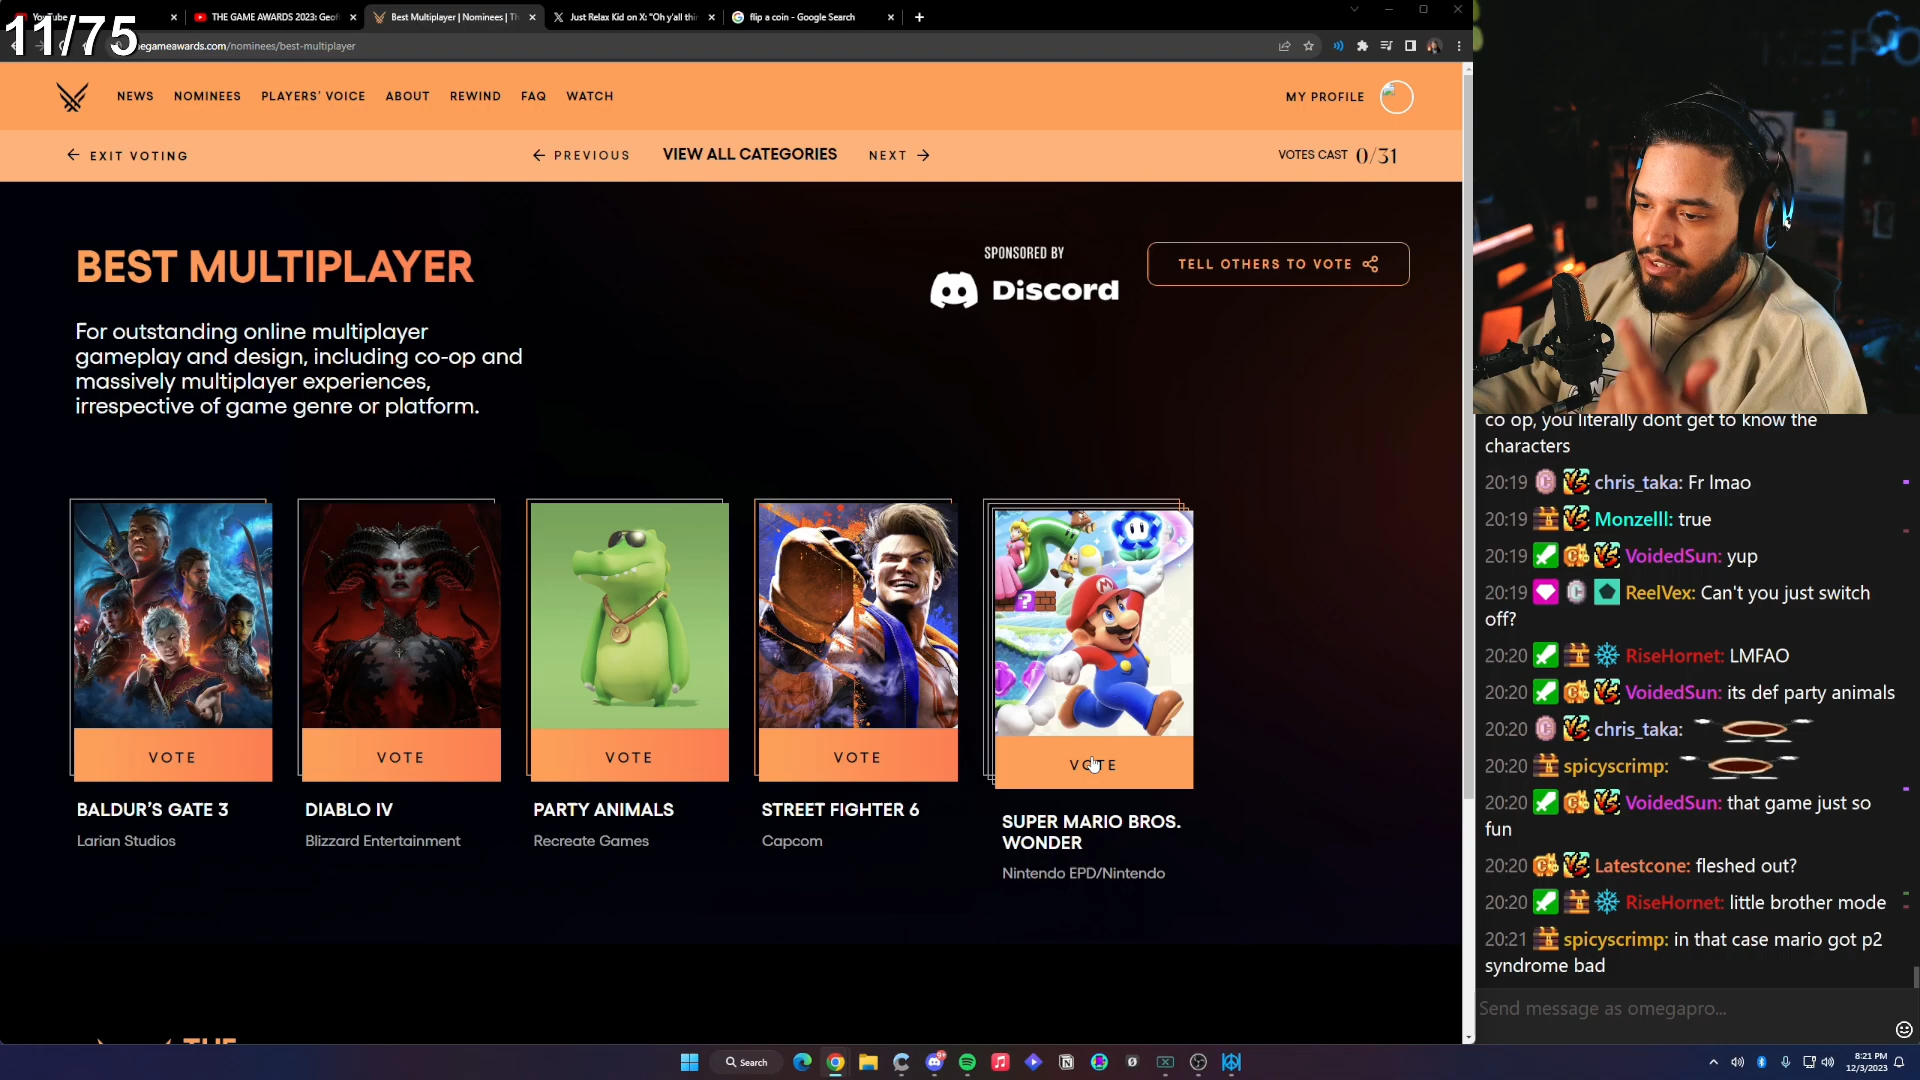 11/75
YouTube
THE GAME AWARDS 2023: Geoff
Best Multiplayer | Nominees | Th
Just Relax Kid on X: "Oh y'all thin
flip a coin - Google Search
egameawards.com/nominees/best-multiplayer
NEWS
NOMINEES
PLAYERS' VOICE
ABOUT
REWIND
FAQ
WATCH
MY PROFILE
EXIT VOTING
PREVIOUS
VIEW ALL CATEGORIES
NEXT
VOTES CAST 0/31
BEST MULTIPLAYER
SPONSORED BY
Discord
TELL OTHERS TO VOTE
For outstanding online multiplayer
gameplay and design, including co-op and
massively multiplayer experiences,
irrespective of game genre or platform.
VOTE
VOTE
VOTE
VOTE
VOTE
BALDUR'S GATE 3
Larian Studios
DIABLO IV
Blizzard Entertainment
PARTY ANIMALS
Recreate Games
STREET FIGHTER 6
Capcom
SUPER MARIO BROS.
WONDER
Nintendo EPD/Nintendo
co op, you literally dont get to know the
characters
20:19 chris_taka: Fr lmao
20:19 Monzelll: true
20:19 VoidedSun: yup
20:19 ReelVex: Can't you just switch
off?
20:20 RiseHornet: LMFAO
20:20 VoidedSun: its def party animals
20:20 chris_taka:
20:20 spicyscrimp:
20:20 VoidedSun: that game just so
fun
20:20 Latestcone: fleshed out?
20:20 RiseHornet: little brother mode
20:21 spicyscrimp: in that case mario got p2
syndrome bad
Send message as omegapro...
Search
8:21 PM
12/3/2023